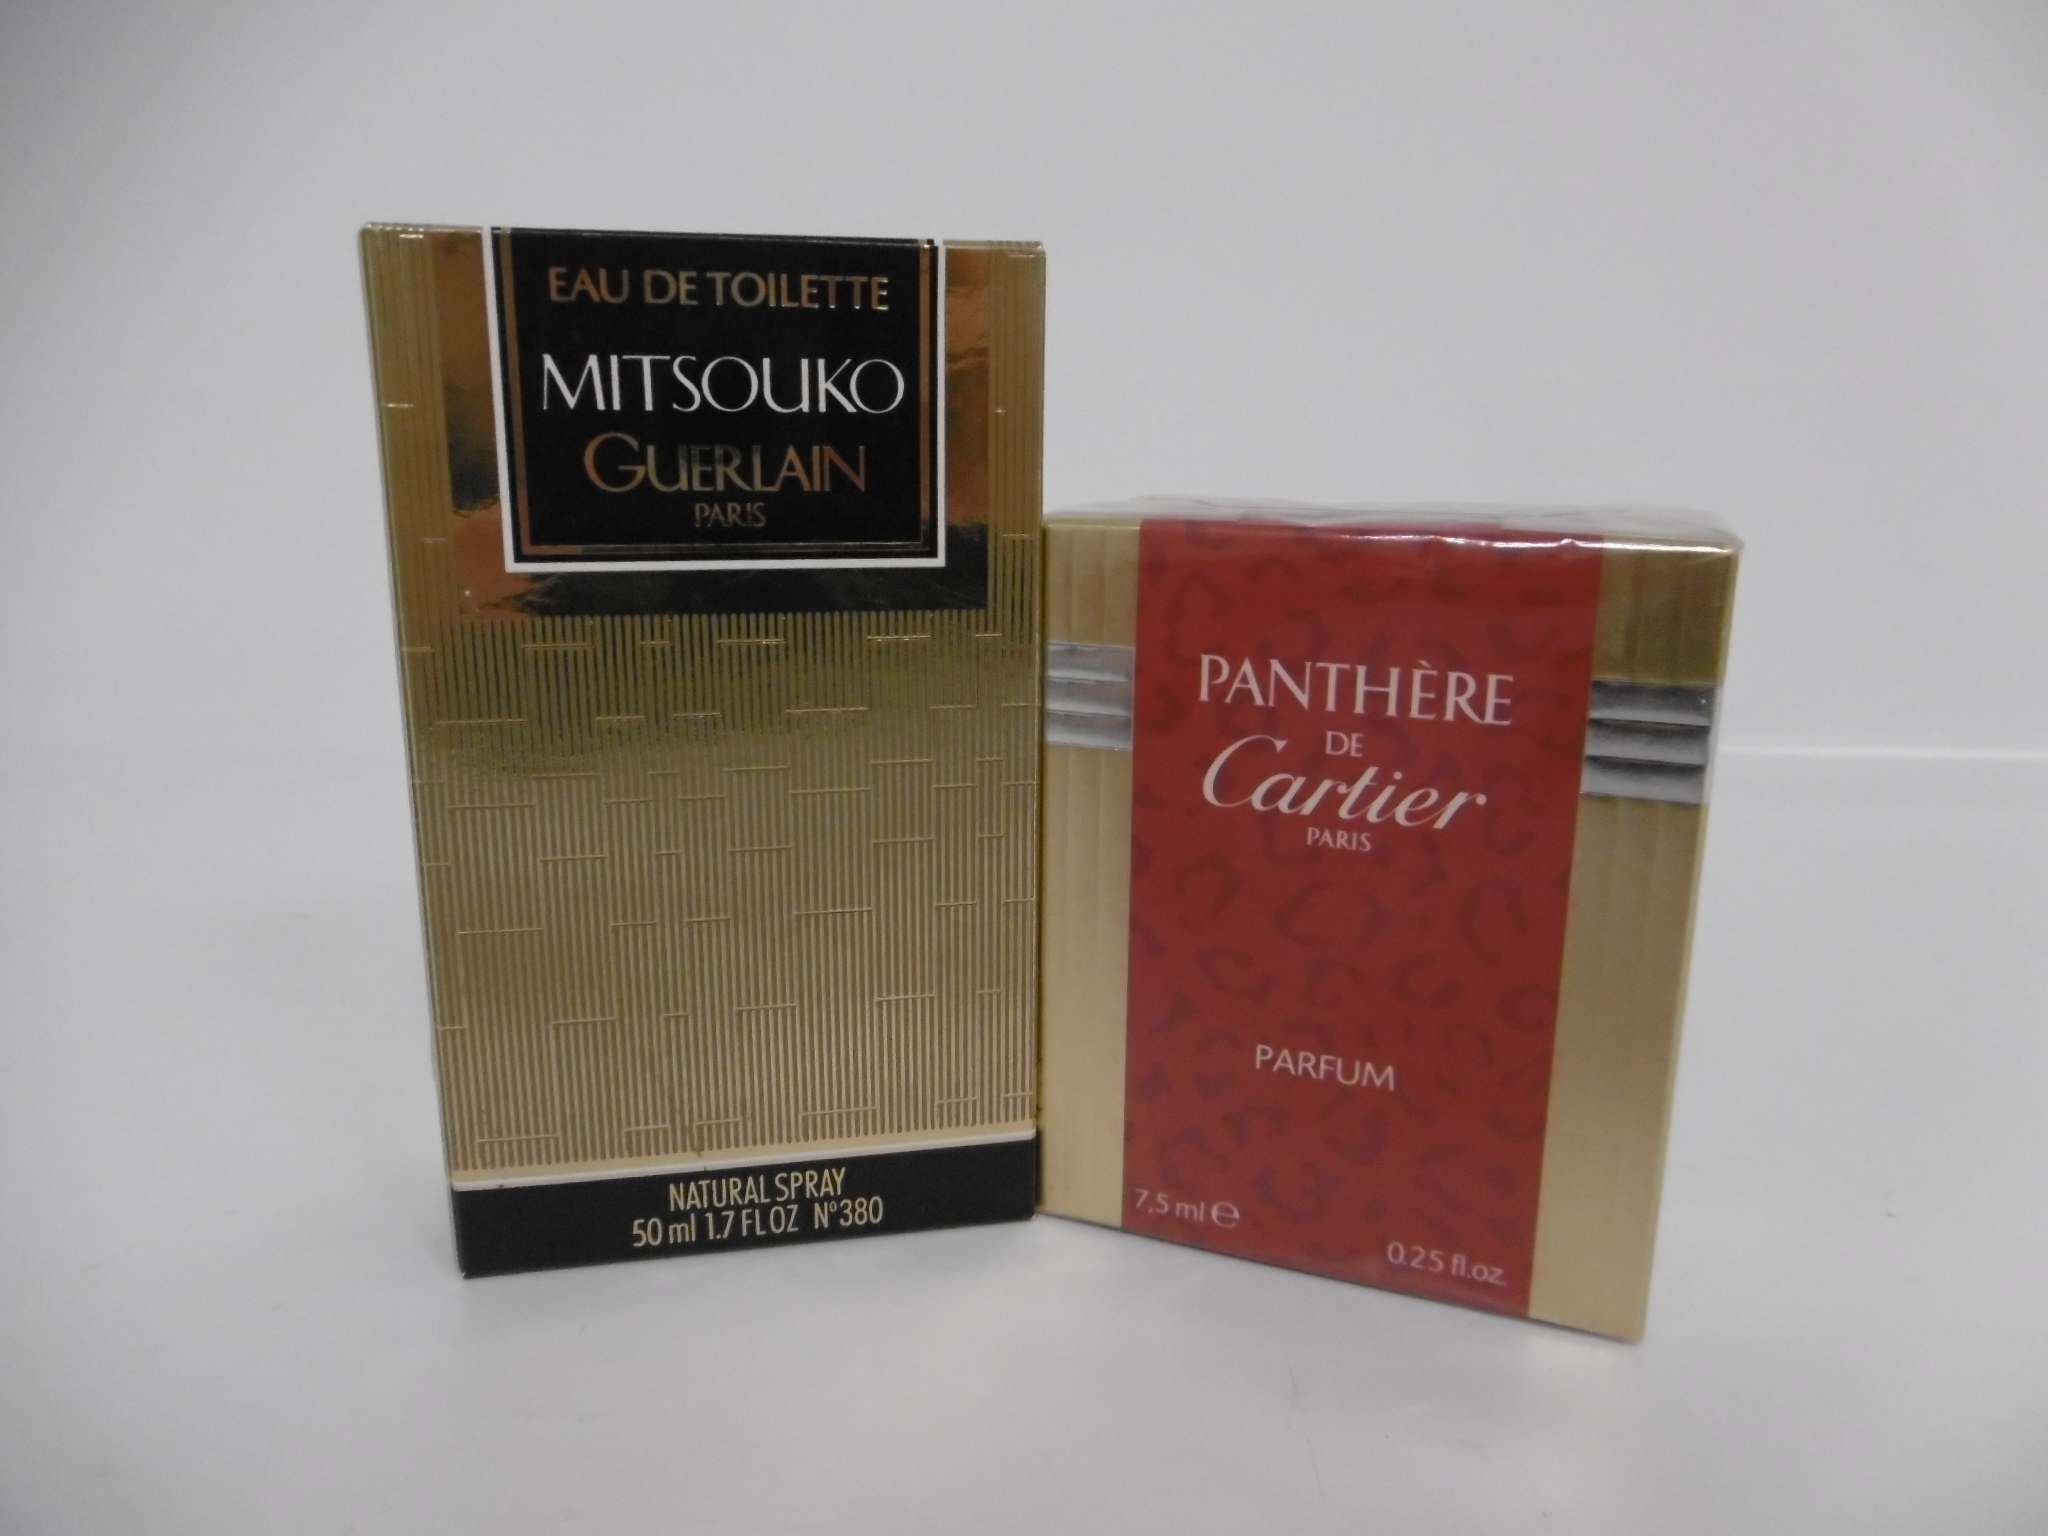 EAU DE TOILETTE
MITSOUKO
GUERLAIN
PARIS
NATURAL SPRAY
50 ml 1.7 FL OZ N°380
PANTHÈRE
DE
Cartier
PARIS
PARFUM
7,5 ml ℮
0.25 fl.oz.